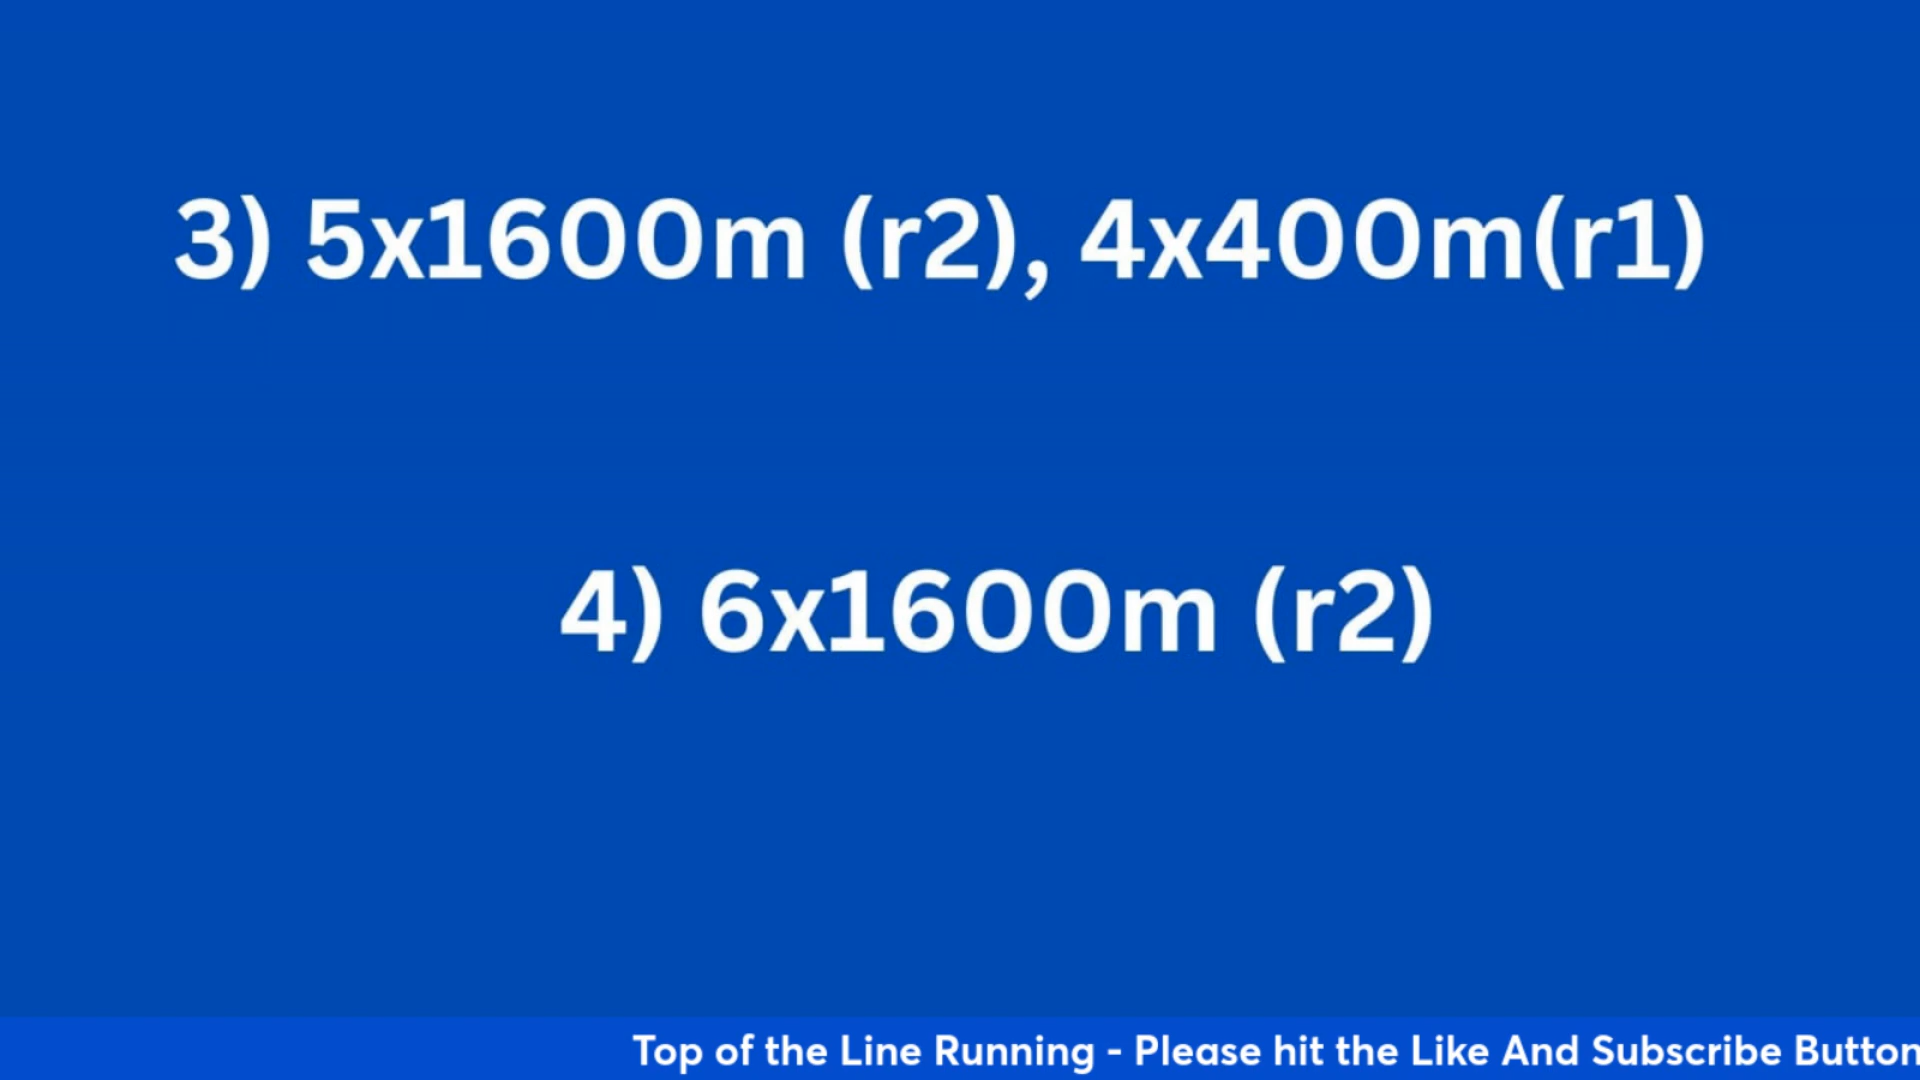 3) 5x1600m (r2), 4x400m(r1)
4) 6x1600m (r2)
Top of the Line Running - Please hit the Like And Subscribe Button